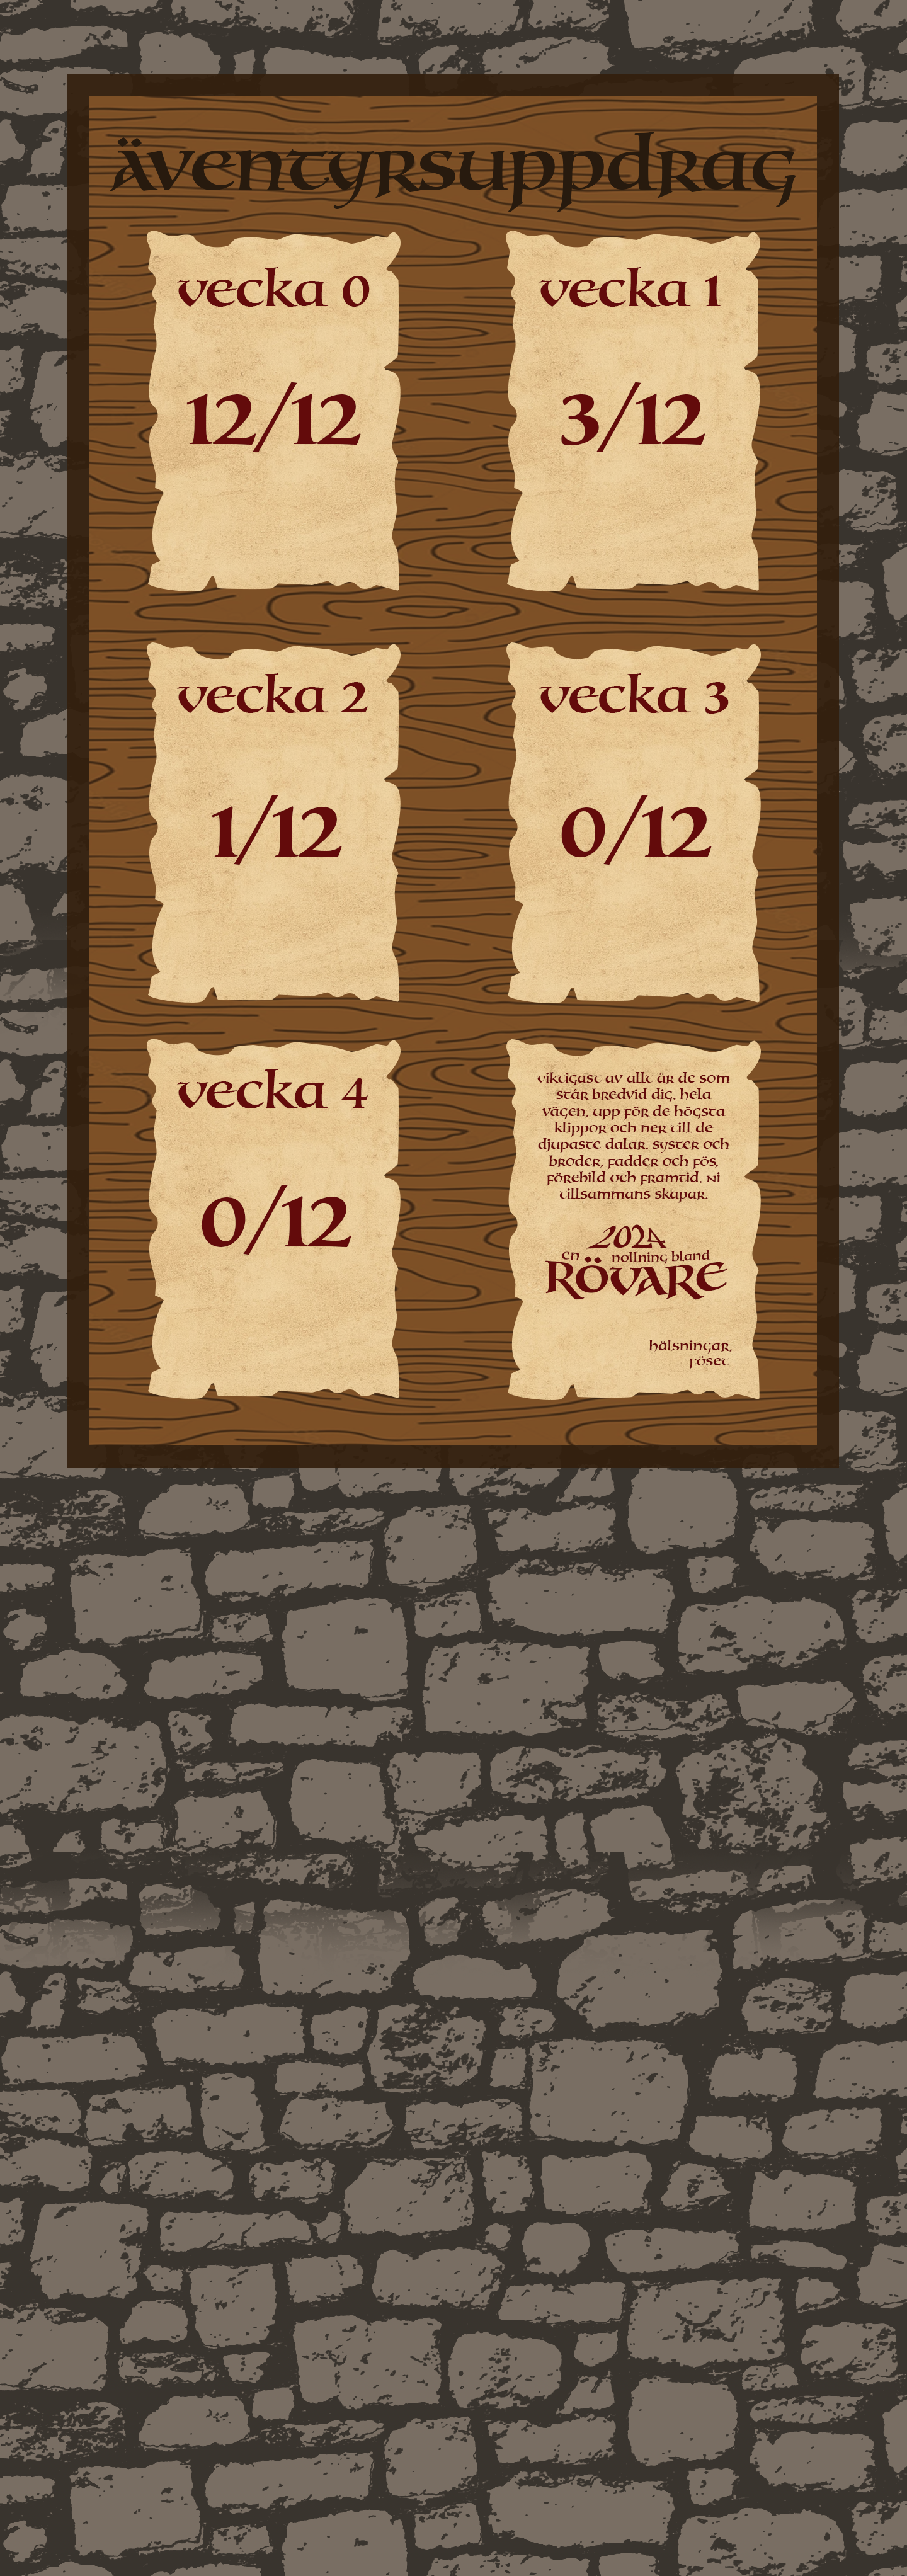 äventyrsuppdrag
vecka 0
12/12
vecka 1
3/12
vecka 2
1/12
vecka 3
0/12
vecka 4
0/12
viktigast av allt är de som
står bredvid dig. hela
vägen, upp för de högsta
klippor och ner till de
djupaste dalar. syster och
broder, fadder och fös,
förebild och framtid. ni
tillsammans skapar.
2024
en nollning bland
RÖVARE
hälsningar,
föset